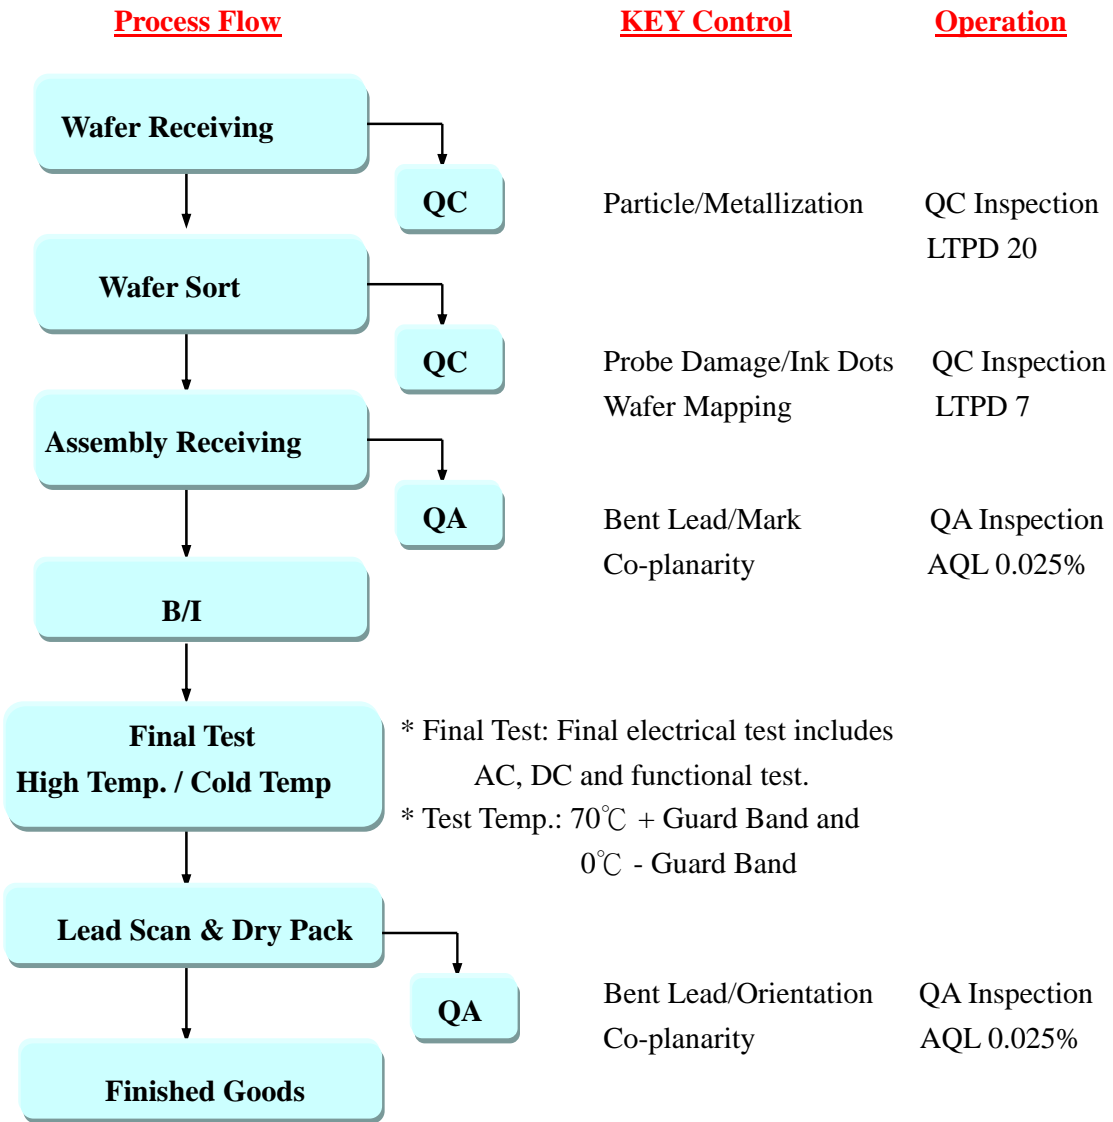 Process Flow KEY Control Operation
Wafer Receiving
QC Particle/Metallization QC Inspection
LTPD 20
Wafer Sort
QC Probe Damage/Ink Dots QC Inspection
Wafer Mapping LTPD 7
Assembly Receiving
QA Bent Lead/Mark QA Inspection
Co-planarity AQL 0.025%
B/I
Final Test
High Temp. / Cold Temp
* Final Test: Final electrical test includes
AC, DC and functional test.
* Test Temp.: 70℃ + Guard Band and
0℃ - Guard Band
Lead Scan & Dry Pack
QA Bent Lead/Orientation QA Inspection
Co-planarity AQL 0.025%
Finished Goods